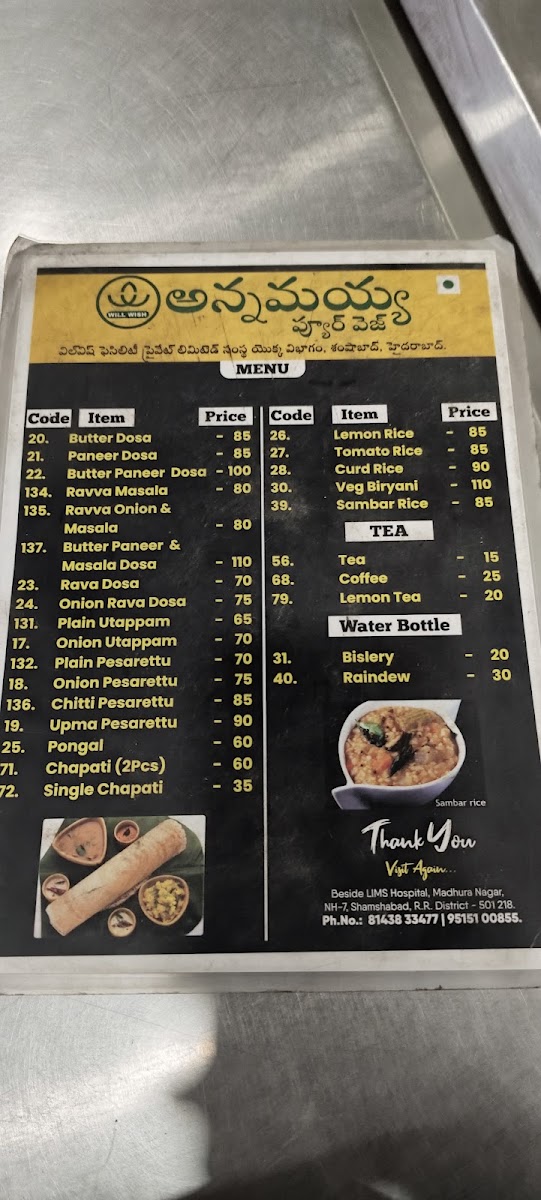 WILL WISH
అన్నమయ్య
ప్యూర్ వెజ్
విల్‌విష్ ఫెసిలిటీ ప్రైవేట్ లిమిటెడ్ సంస్థ యొక్క విభాగం, శంషాబాద్, హైదరాబాద్.
MENU
Code Item Price
20. Butter Dosa - 85
21. Paneer Dosa - 85
22. Butter Paneer Dosa - 100
134. Ravva Masala - 80
135. Ravva Onion &
Masala - 80
137. Butter Paneer &
Masala Dosa - 110
23. Rava Dosa - 70
24. Onion Rava Dosa - 75
131. Plain Utappam - 65
17. Onion Utappam - 70
132. Plain Pesarettu - 70
18. Onion Pesarettu - 75
136. Chitti Pesarettu - 85
19. Upma Pesarettu - 90
25. Pongal - 60
71. Chapati (2Pcs) - 60
72. Single Chapati - 35
Code Item Price
26. Lemon Rice - 85
27. Tomato Rice - 85
28. Curd Rice - 90
30. Veg Biryani - 110
39. Sambar Rice - 85
TEA
56. Tea - 15
68. Coffee - 25
79. Lemon Tea - 20
Water Bottle
31. Bislery - 20
40. Raindew - 30
Sambar rice
Thank You
Visit Again...
Beside LIMS Hospital, Madhura Nagar,
NH-7, Shamshabad, R.R. District - 501 218.
Ph.No.: 81438 33477 | 95151 00855.